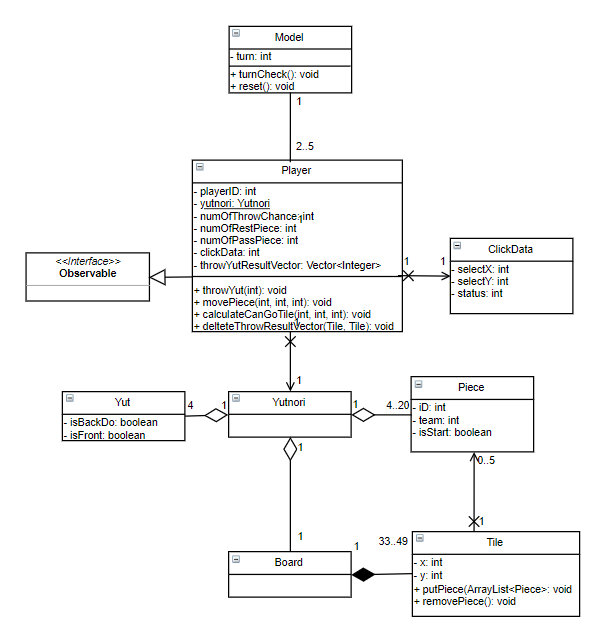 Model
- turn: int
+ turnCheck(): void
+ reset(): void
1
2..5
Player
- playerID: int
- yutnori: Yutnori
- numOfThrowChance: int
- numOfRestPiece: int
- numOfPassPiece: int
- clickData: int
- throwYutResultVector: Vector<Integer>
+ throwYut(int): void
+ movePiece(int, int, int): void
+ calculateCanGoTile(int, int, int): void
+ delteteThrowResultVector(Tile, Tile): void
<<Interface>>
Observable
1
1
ClickData
- selectX: int
- selectY: int
- status: int
1
1
Yut
- isBackDo: boolean
- isFront: boolean
4
1
Yutnori
1
4..20
Piece
- iD: int
- team: int
- isStart: boolean
1
1
0..5
1
Board
1
33..49
Tile
- x: int
- y: int
+ putPiece(ArrayList<Piece>: void
+ removePiece(): void